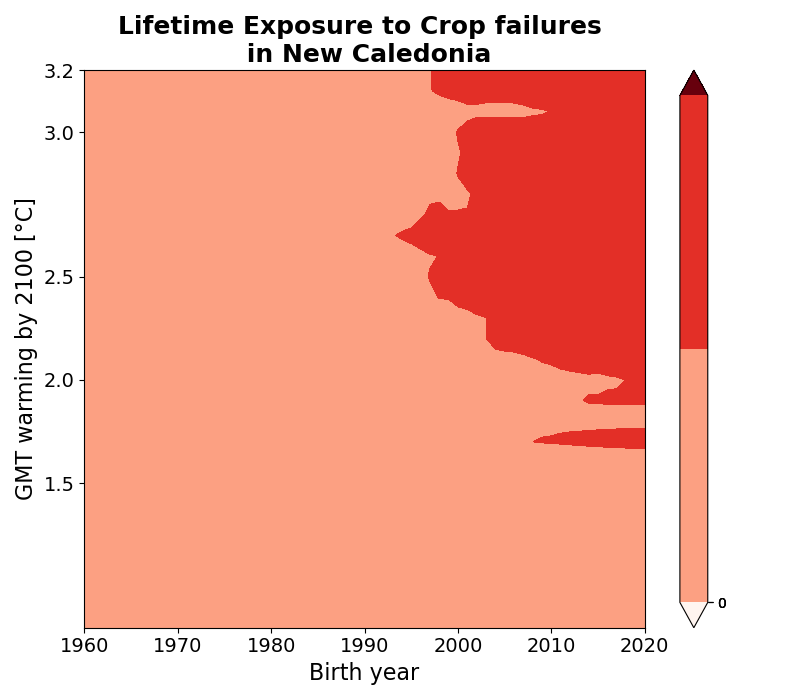 Lifetime Exposure to Crop failures
in New Caledonia
3.2
3.0
2.5
2.0
1.5
GMT warming by 2100 [°C]
0
1960 1970 1980 1990 2000 2010 2020
Birth year